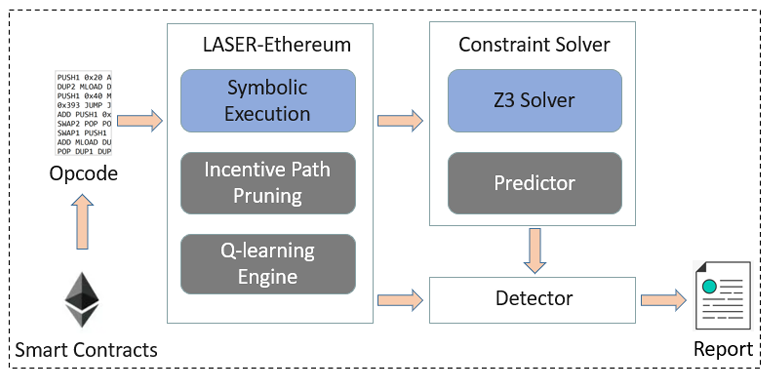 LASER-Ethereum
Constraint Solver
PUSH1 0x20 A
DUP2 MLOAD D
PUSH1 0x40 M
0x393 JUMP J
ADD PUSH1 0x
SWAP2 POP PO
SWAP1 PUSH1
ADD MLOAD DU
POP DUP1 DUP
Opcode
Symbolic
Execution
Z3 Solver
Incentive Path
Pruning
Predictor
Q-learning
Engine
Detector
Smart Contracts
Report